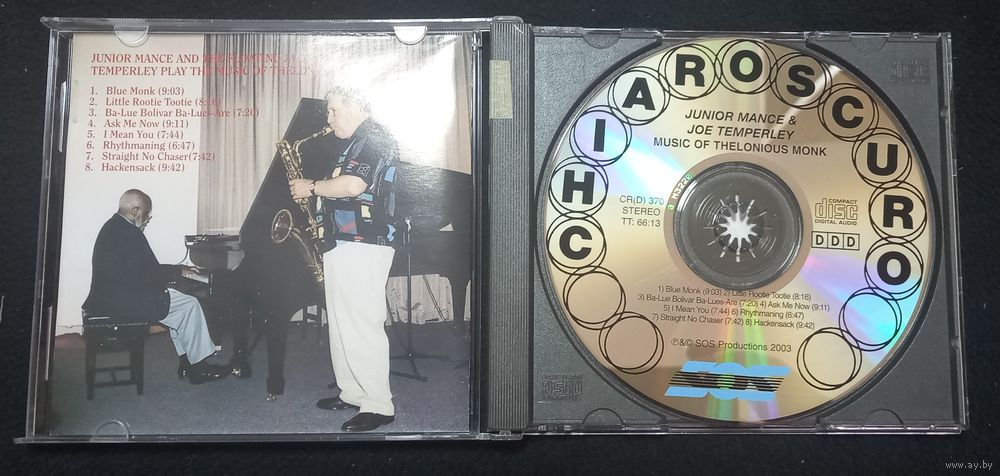 JUNIOR MANCE AND THE FLOATING
TEMPERLEY PLAY THE MUSIC OF
1. Blue Monk (9:03)
2. Little Rootie Tootie (8:16)
3. Ba-Lue Bolivar Ba-Lues-Are (7:20)
4. Ask Me Now (9:11)
5. I Mean You (7:44)
6. Rhythmaning (6:47)
7. Straight No Chaser(7:42)
8. Hackensack (9:42)
CHIAROSCURO
JUNIOR MANCE &
JOE TEMPERLEY
MUSIC OF THELONIOUS MONK
CR(D) 370
STEREO
TT: 66:13
COMPACT
disc
DIGITAL AUDIO
DDD
1) Blue Monk (9:03) 2) Little Rootie Tootie (8:16)
3) Ba-Lue Bolivar Ba-Lues-Are (7:20) 4) Ask Me Now (9:11)
5) I Mean You (7:44) 6) Rhythmaning (6:47)
7) Straight No Chaser (7:42) 8) Hackensack (9:42)
℗&© SOS Productions 2003
SOS
www.ay.by